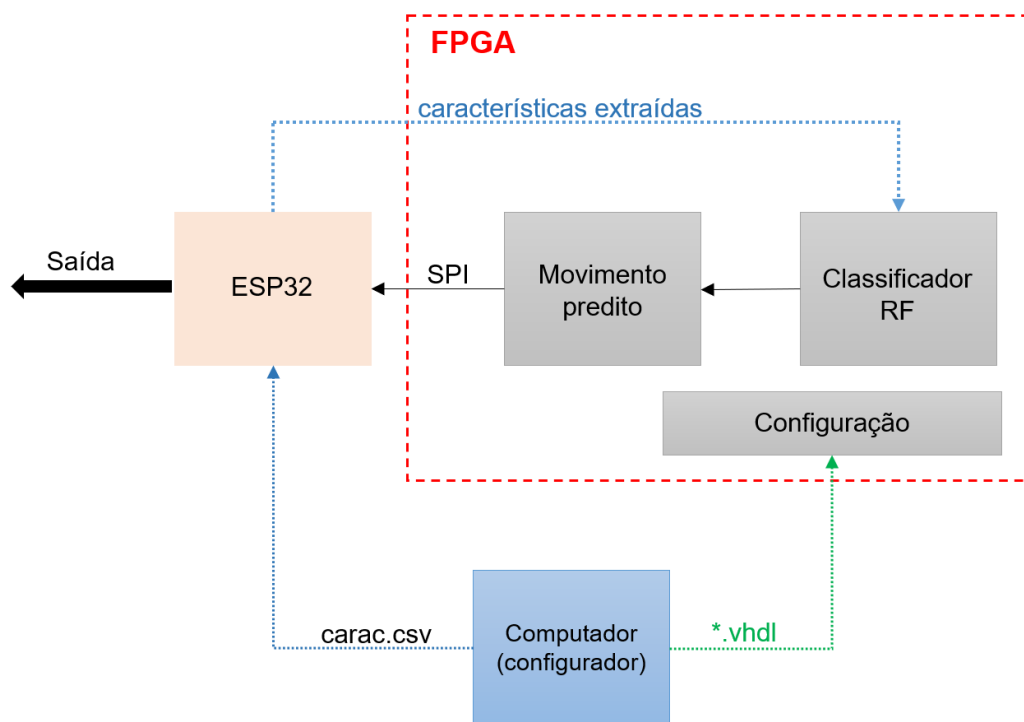 FPGA
características extraídas
Saída
ESP32
SPI
Movimento
predito
Classificador
RF
Configuração
carac.csv
Computador
(configurador)
*.vhdl